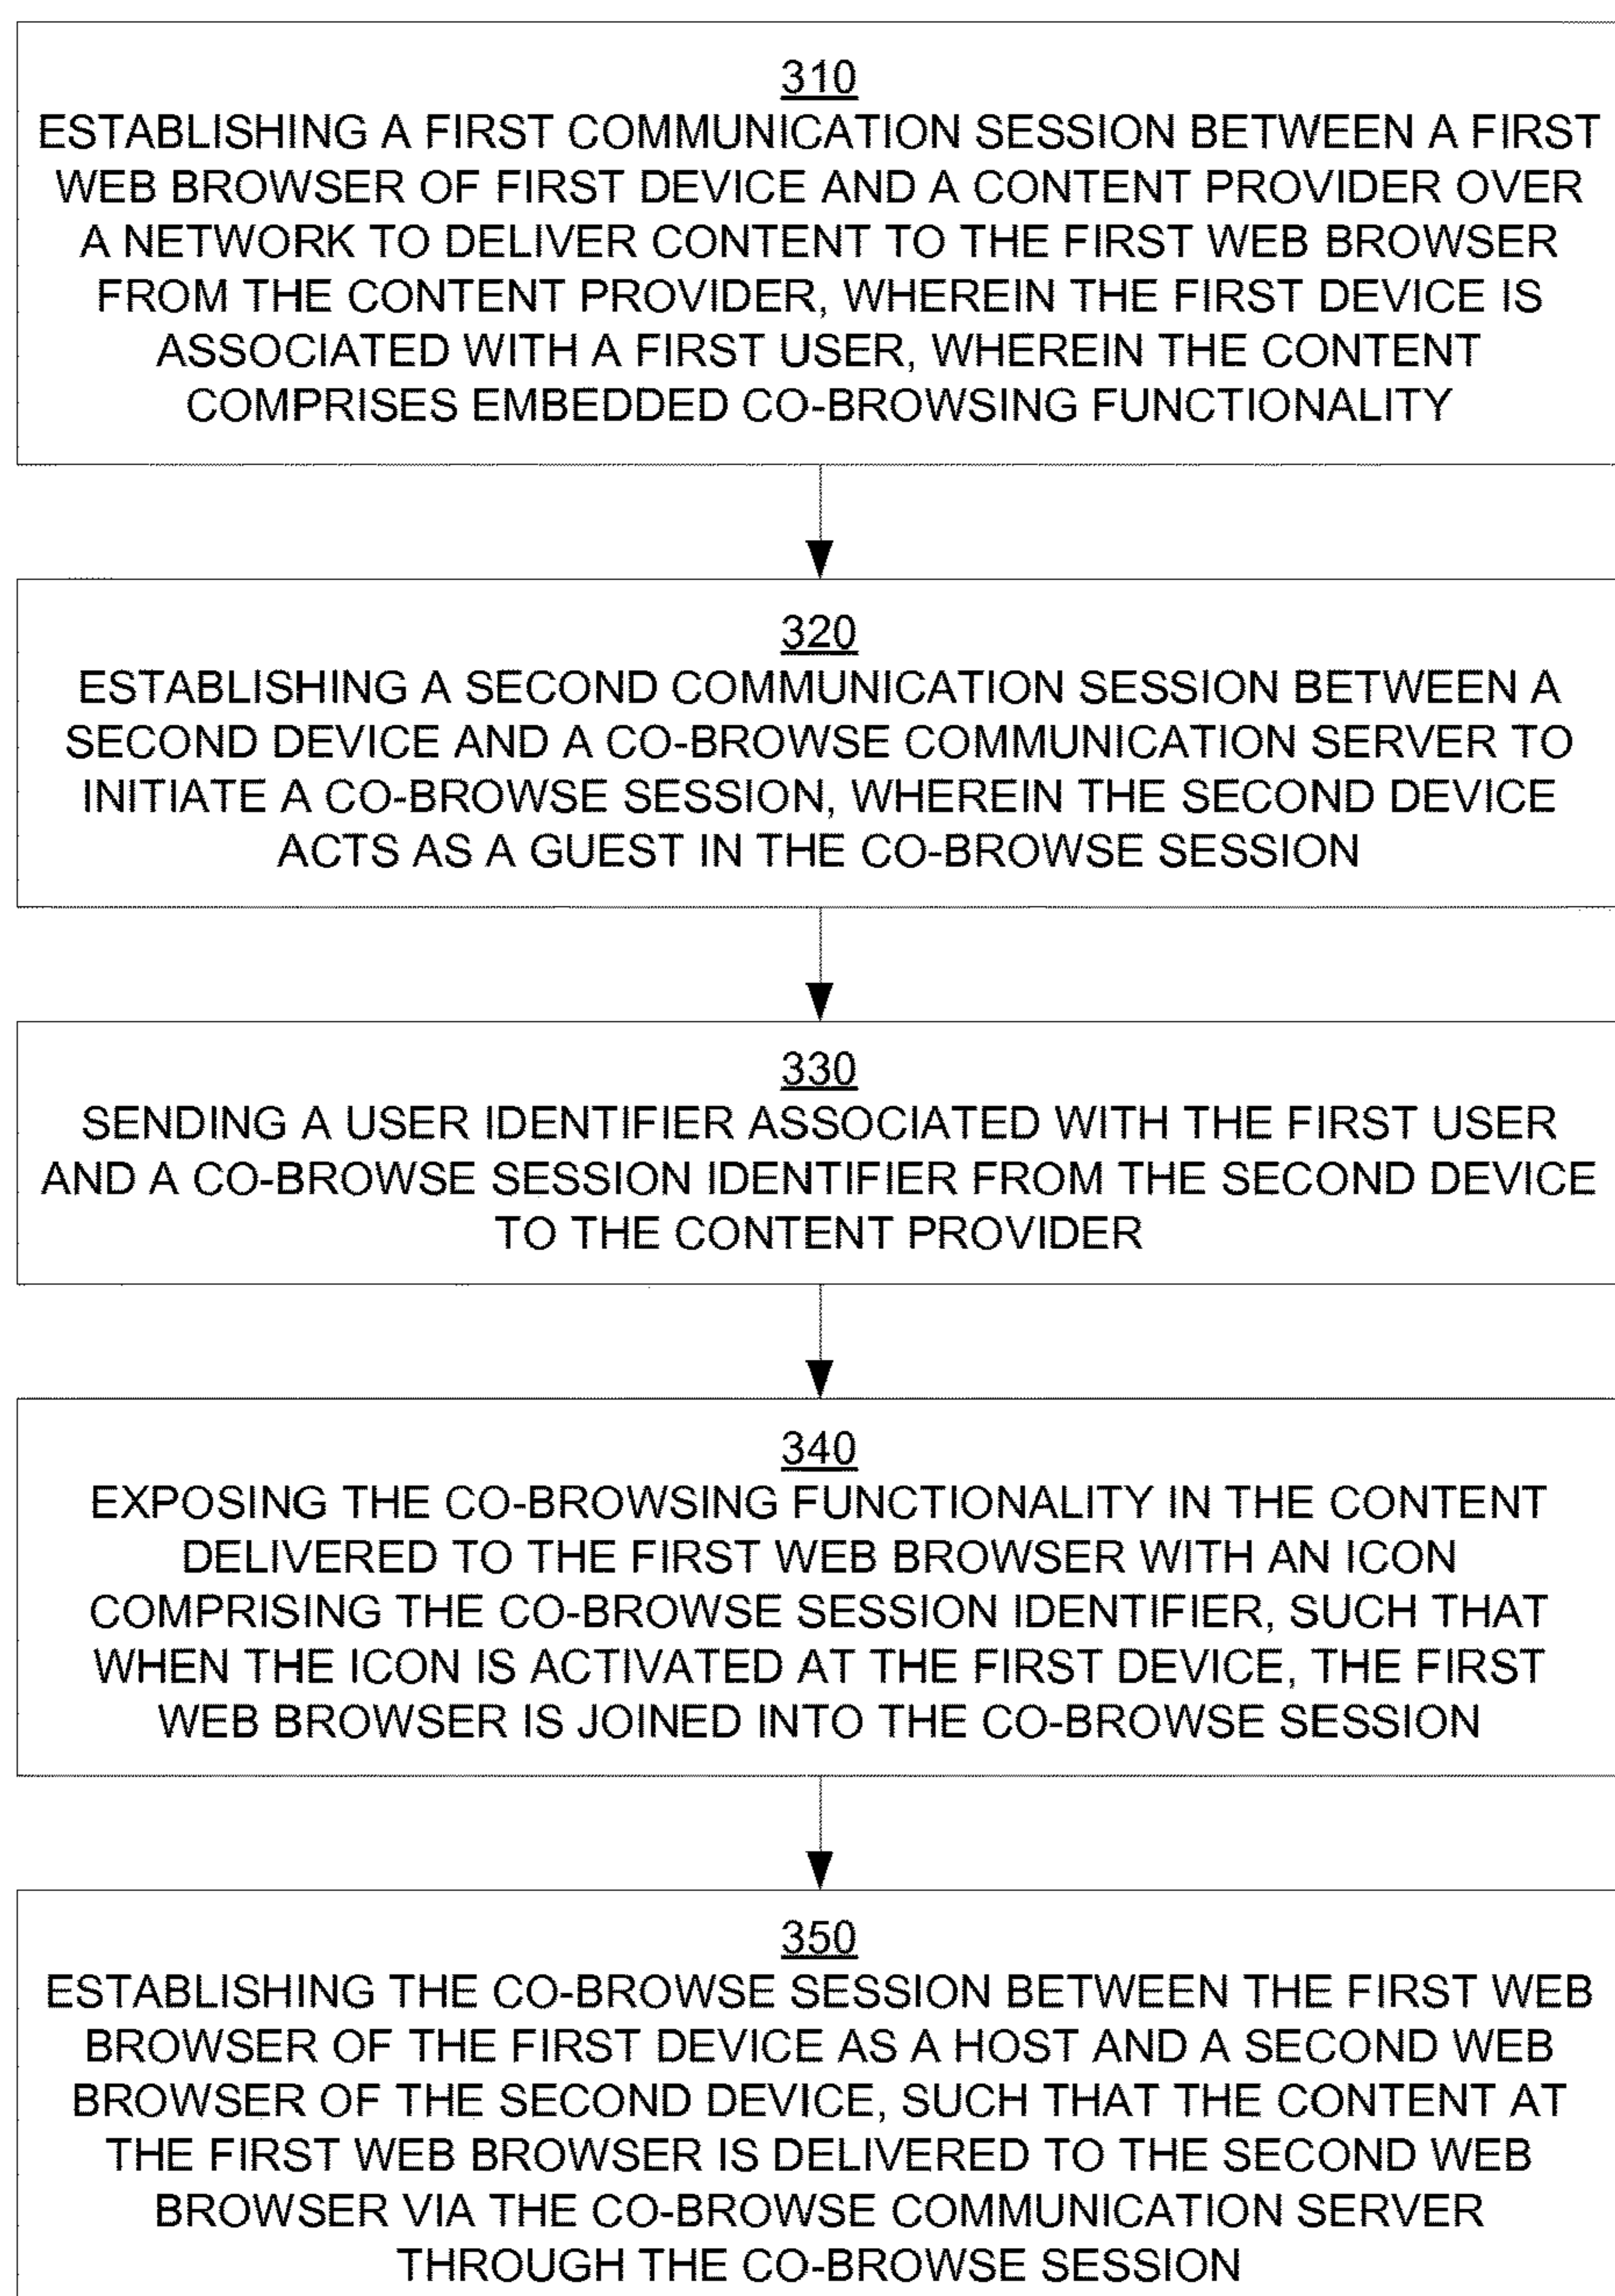 310
ESTABLISHING A FIRST COMMUNICATION SESSION BETWEEN A FIRST
WEB BROWSER OF FIRST DEVICE AND A CONTENT PROVIDER OVER
A NETWORK TO DELIVER CONTENT TO THE FIRST WEB BROWSER
FROM THE CONTENT PROVIDER, WHEREIN THE FIRST DEVICE IS
ASSOCIATED WITH A FIRST USER, WHEREIN THE CONTENT
COMPRISES EMBEDDED CO-BROWSING FUNCTIONALITY
320
ESTABLISHING A SECOND COMMUNICATION SESSION BETWEEN A
SECOND DEVICE AND A CO-BROWSE COMMUNICATION SERVER TO
INITIATE A CO-BROWSE SESSION, WHEREIN THE SECOND DEVICE
ACTS AS A GUEST IN THE CO-BROWSE SESSION
330
SENDING A USER IDENTIFIER ASSOCIATED WITH THE FIRST USER
AND A CO-BROWSE SESSION IDENTIFIER FROM THE SECOND DEVICE
TO THE CONTENT PROVIDER
340
EXPOSING THE CO-BROWSING FUNCTIONALITY IN THE CONTENT
DELIVERED TO THE FIRST WEB BROWSER WITH AN ICON
COMPRISING THE CO-BROWSE SESSION IDENTIFIER, SUCH THAT
WHEN THE ICON IS ACTIVATED AT THE FIRST DEVICE, THE FIRST
WEB BROWSER IS JOINED INTO THE CO-BROWSE SESSION
350
ESTABLISHING THE CO-BROWSE SESSION BETWEEN THE FIRST WEB
BROWSER OF THE FIRST DEVICE AS A HOST AND A SECOND WEB
BROWSER OF THE SECOND DEVICE, SUCH THAT THE CONTENT AT
THE FIRST WEB BROWSER IS DELIVERED TO THE SECOND WEB
BROWSER VIA THE CO-BROWSE COMMUNICATION SERVER
THROUGH THE CO-BROWSE SESSION